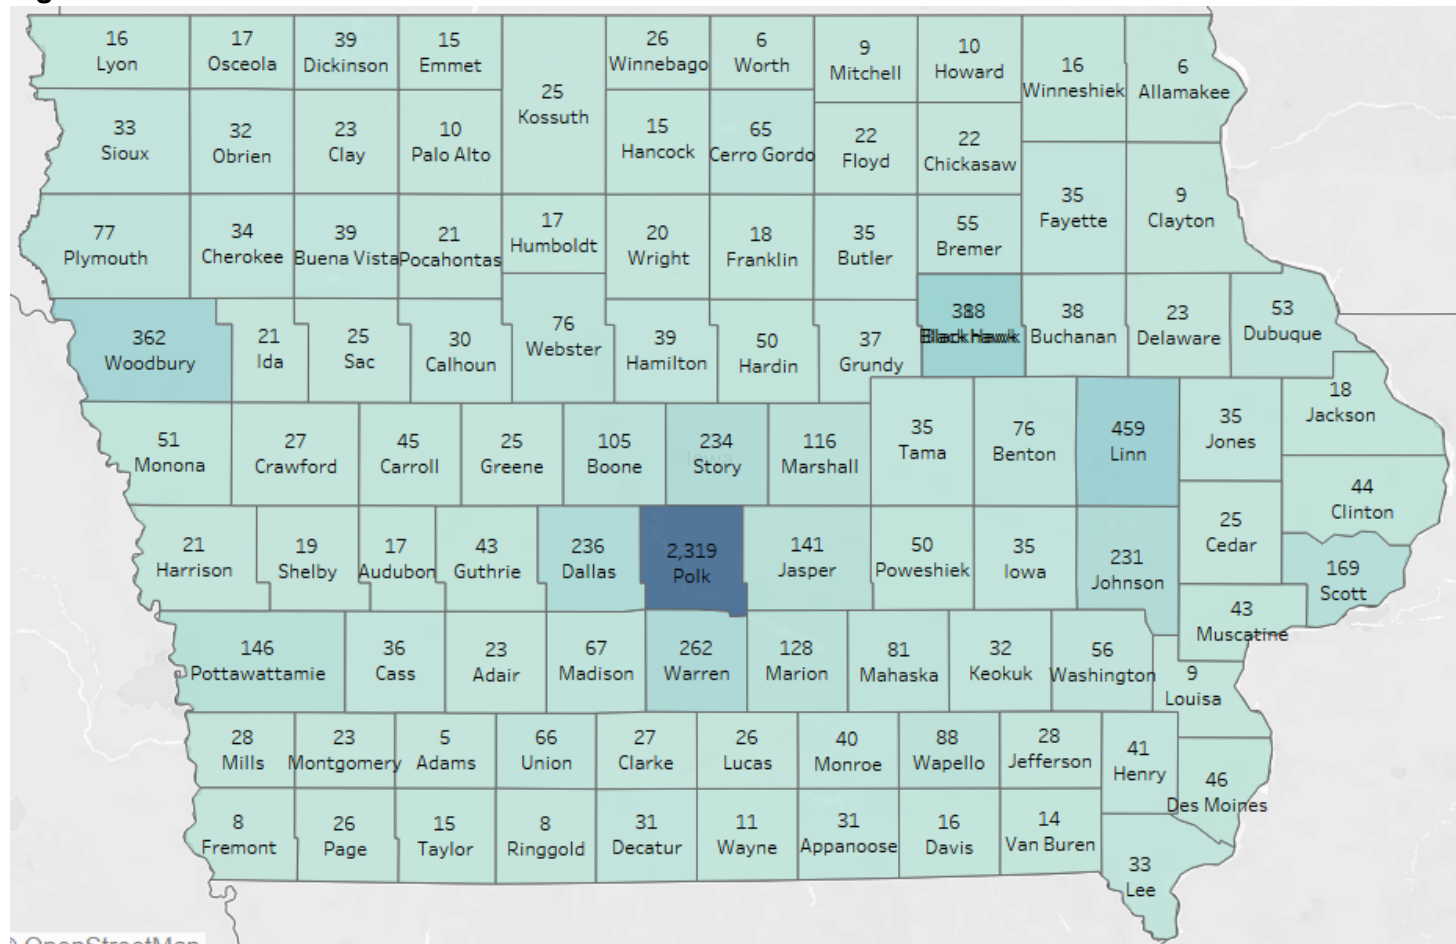 16
Lyon
17
Osceola
39
Dickinson
15
Emmet
25
Kossuth
26
Winnebago
6
Worth
9
Mitchell
10
Howard
16
Winneshiek
6
Allamakee
33
Sioux
32
Obrien
23
Clay
10
Palo Alto
15
Hancock
65
Cerro Gordo
22
Floyd
22
Chickasaw
35
Fayette
9
Clayton
77
Plymouth
34
Cherokee
39
Buena Vista
21
Pocahontas
17
Humboldt
20
Wright
18
Franklin
35
Butler
55
Bremer
362
Woodbury
21
Ida
25
Sac
30
Calhoun
76
Webster
39
Hamilton
50
Hardin
37
Grundy
38
Buchanan
23
Delaware
53
Dubuque
51
Monona
27
Crawford
45
Carroll
25
Greene
105
Boone
234
Story
Iowa
116
Marshall
35
Tama
76
Benton
459
Linn
35
Jones
18
Jackson
44
Clinton
21
Harrison
19
Shelby
17
Audubon
43
Guthrie
236
Dallas
2,319
Polk
141
Jasper
50
Poweshiek
35
Iowa
231
Johnson
25
Cedar
169
Scott
43
Muscatine
146
Pottawattamie
36
Cass
23
Adair
67
Madison
262
Warren
128
Marion
81
Mahaska
32
Keokuk
56
Washington
9
Louisa
28
Mills
23
Montgomery
5
Adams
66
Union
27
Clarke
26
Lucas
40
Monroe
88
Wapello
28
Jefferson
41
Henry
46
Des Moines
8
Fremont
26
Page
15
Taylor
8
Ringgold
31
Decatur
11
Wayne
31
Appanoose
16
Davis
14
Van Buren
33
Lee